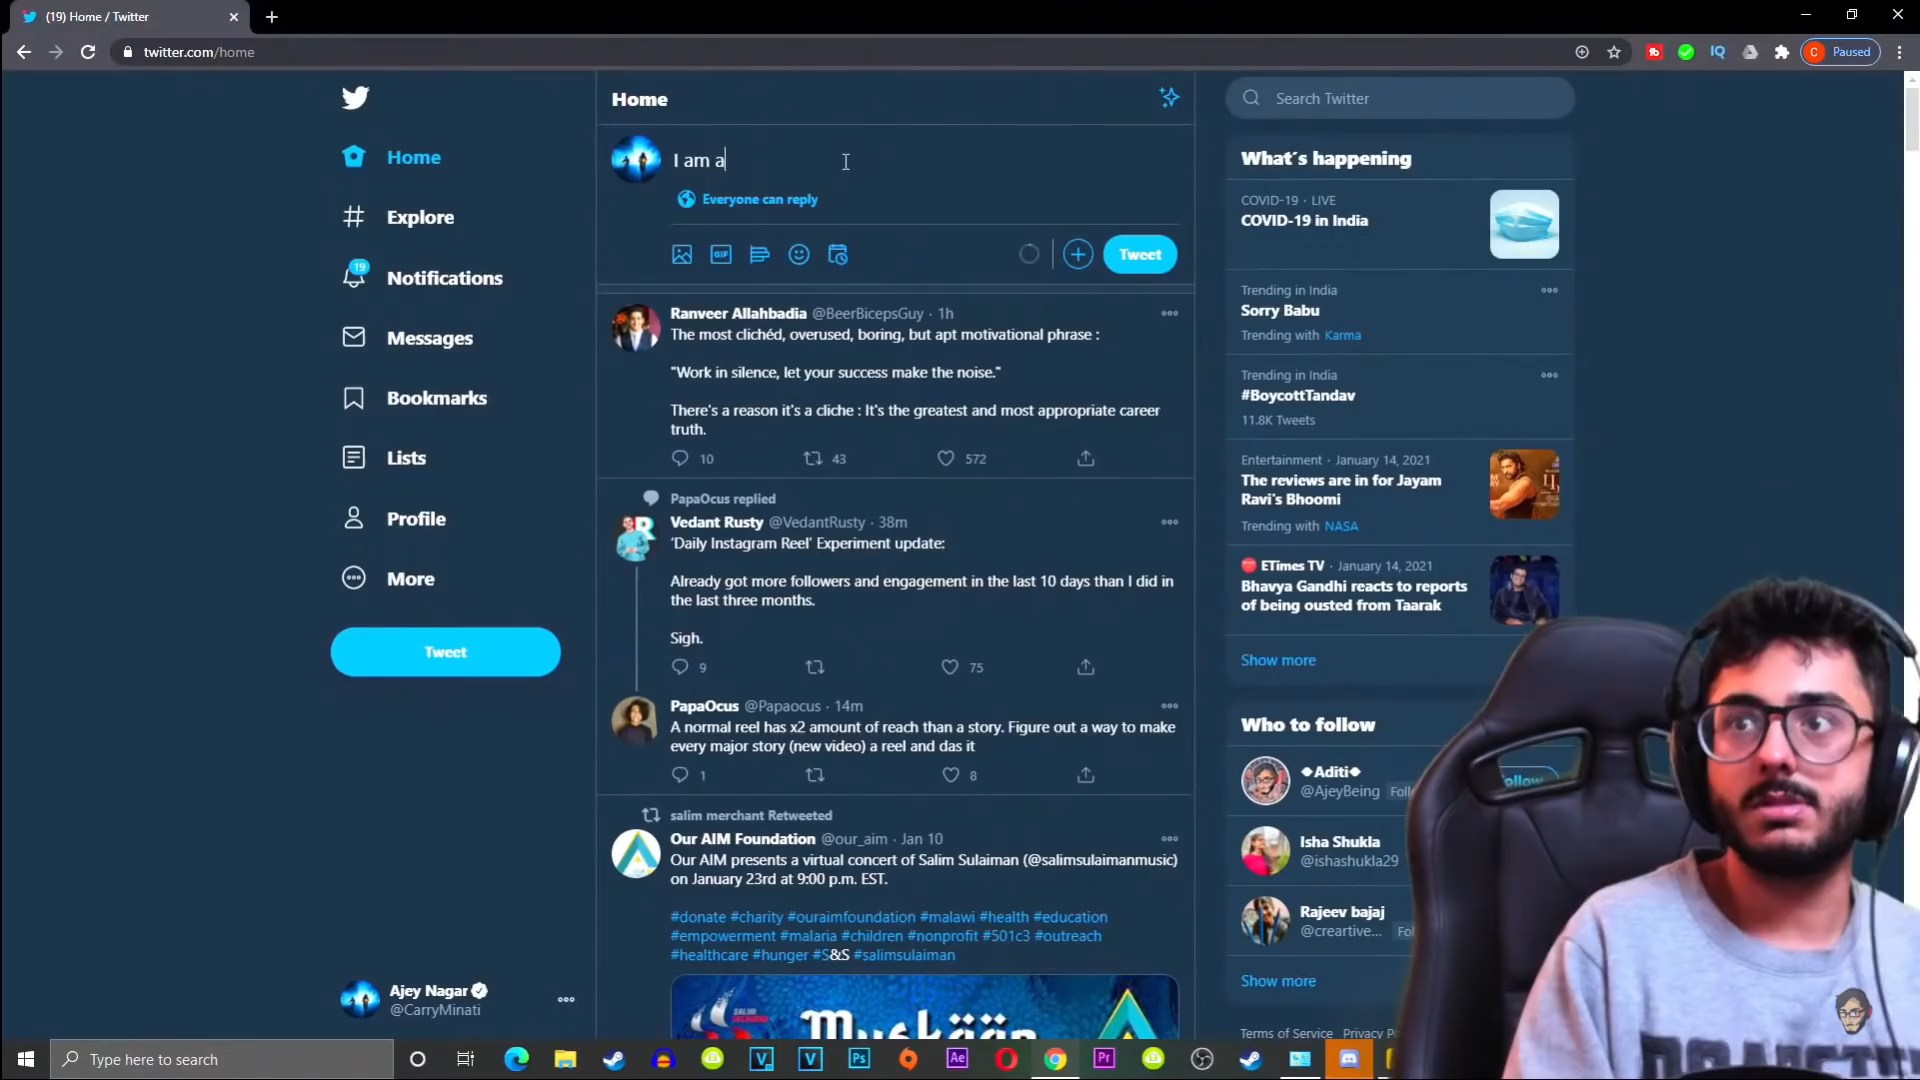 (19) Home / Twitter
twitter.com/home
C Paused
Home
Explore
19
Notifications
Messages
Bookmarks
Lists
Profile
More
Tweet
Ajey Nagar
@CarryMinati
Home
I am a
Everyone can reply
GIF
Tweet
Ranveer Allahbadia @BeerBicepsGuy · 1h
The most clichéd, overused, boring, but apt motivational phrase :
"Work in silence, let your success make the noise."
There's a reason it's a cliche : It's the greatest and most appropriate career
truth.
10 43 572
PapaOcus replied
Vedant Rusty @VedantRusty · 38m
'Daily Instagram Reel' Experiment update:
Already got more followers and engagement in the last 10 days than I did in
the last three months.
Sigh.
9 75
PapaOcus @Papaocus · 14m
A normal reel has x2 amount of reach than a story. Figure out a way to make
every major story (new video) a reel and das it
1 8
salim merchant Retweeted
Our AIM Foundation @our_aim · Jan 10
Our AIM presents a virtual concert of Salim Sulaiman (@salimsulaimanmusic)
on January 23rd at 9:00 p.m. EST.
#donate #charity #ouraimfoundation #malawi #health #education
#empowerment #malaria #children #nonprofit #501c3 #outreach
#healthcare #hunger #S&S #salimsulaiman
Muskään
Search Twitter
What's happening
COVID-19 · LIVE
COVID-19 in India
Trending in India
Sorry Babu
Trending with Karma
Trending in India
#BoycottTandav
11.8K Tweets
Entertainment · January 14, 2021
The reviews are in for Jayam
Ravi's Bhoomi
Trending with NASA
ETimes TV · January 14, 2021
Bhavya Gandhi reacts to reports
of being ousted from Taarak
Show more
Who to follow
Aditi
@AjeyBeing Foll
ollow
Isha Shukla
@ishashukla29
Rajeev bajaj
@creartive... Fol
Show more
Terms of Service Privacy P
Type here to search
V V Ps Ae Pr